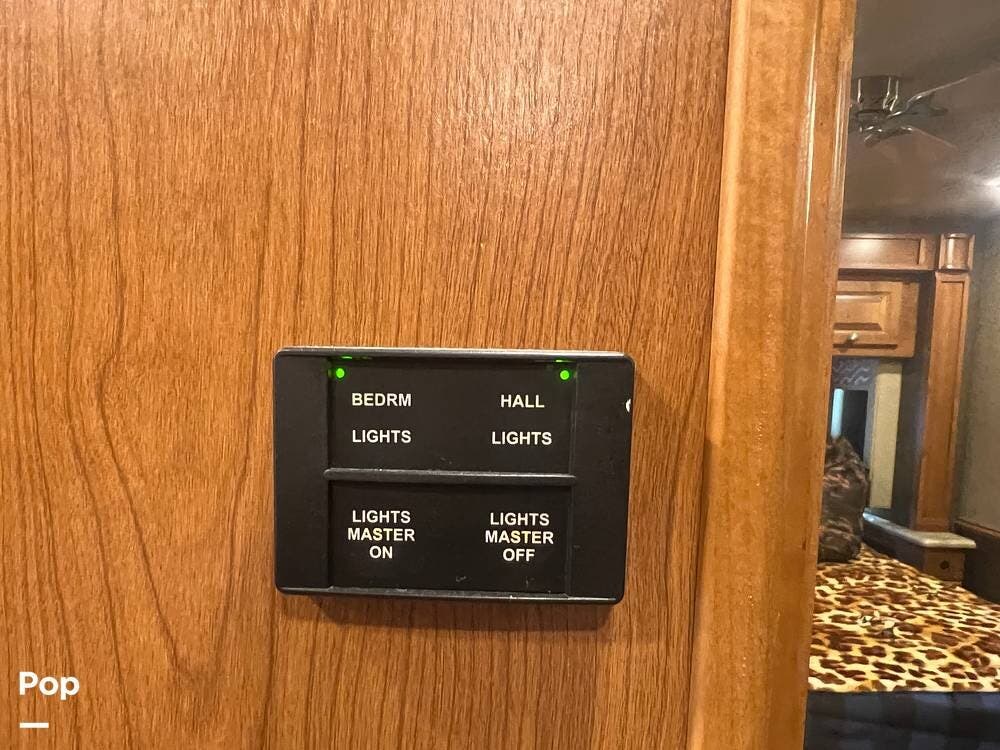 BEDRM
LIGHTS
HALL
LIGHTS
LIGHTS
MASTER
ON
LIGHTS
MASTER
OFF
Pop